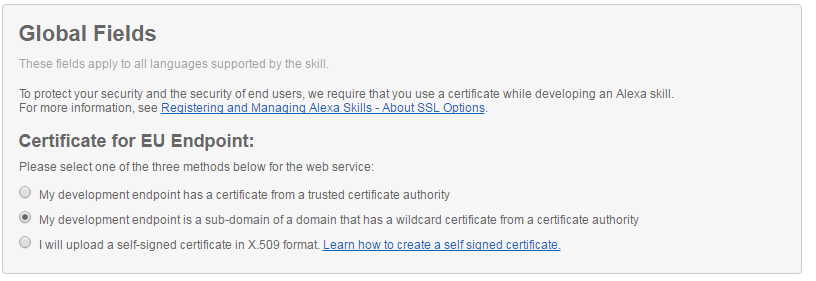 Global Fields
These fields apply to all languages supported by the skill.
To protect your security and the security of end users, we require that you use a certificate while developing an Alexa skill.
For more information, see Registering and Managing Alexa Skills - About SSL Options.
Certificate for EU Endpoint:
Please select one of the three methods below for the web service:
My development endpoint has a certificate from a trusted certificate authority
My development endpoint is a sub-domain of a domain that has a wildcard certificate from a certificate authority
I will upload a self-signed certificate in X.509 format. Learn how to create a self signed certificate.